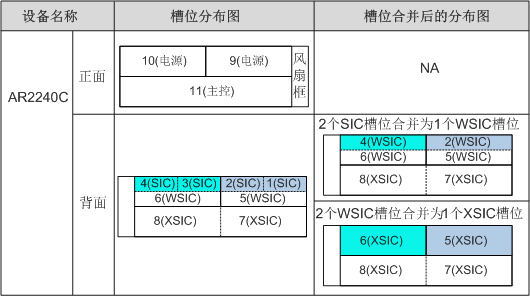 设备名称 槽位分布图 槽位合并后的分布图
AR2240C
正面
10(电源) 9(电源)
11(主控)
风扇框
NA
背面
4(SIC) 3(SIC) 2(SIC) 1(SIC)
6(WSIC) 5(WSIC)
8(XSIC) 7(XSIC)
2个SIC槽位合并为1个WSIC槽位
4(WSIC) 2(WSIC)
6(WSIC) 5(WSIC)
8(XSIC) 7(XSIC)
2个WSIC槽位合并为1个XSIC槽位
6(XSIC) 5(XSIC)
8(XSIC) 7(XSIC)